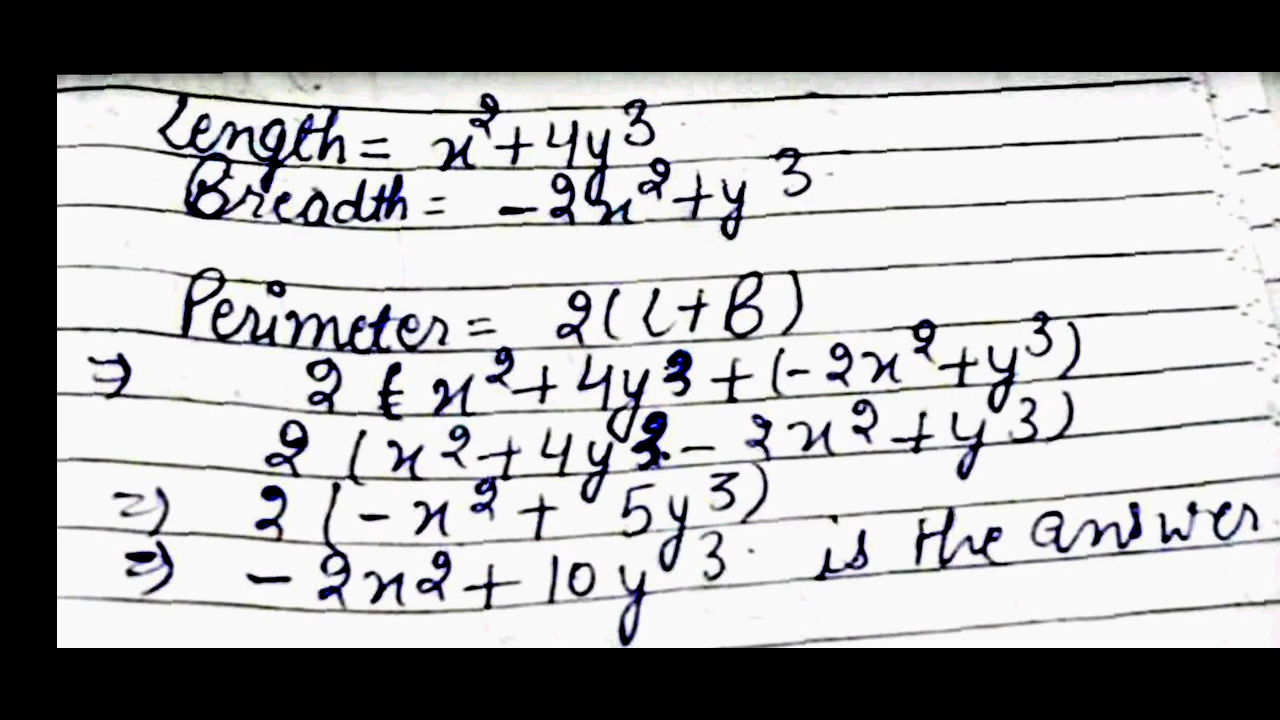 Length = x²+4y³
Breadth = -2x²+y³
Perimeter = 2(l+B)
⇒ 2 ( x²+4y³+(-2x²+y³)
2 (x²+4y³-2x²+y³)
⇒ 2 (-x²+ 5y³)
⇒ -2x2+10y³. is the answer